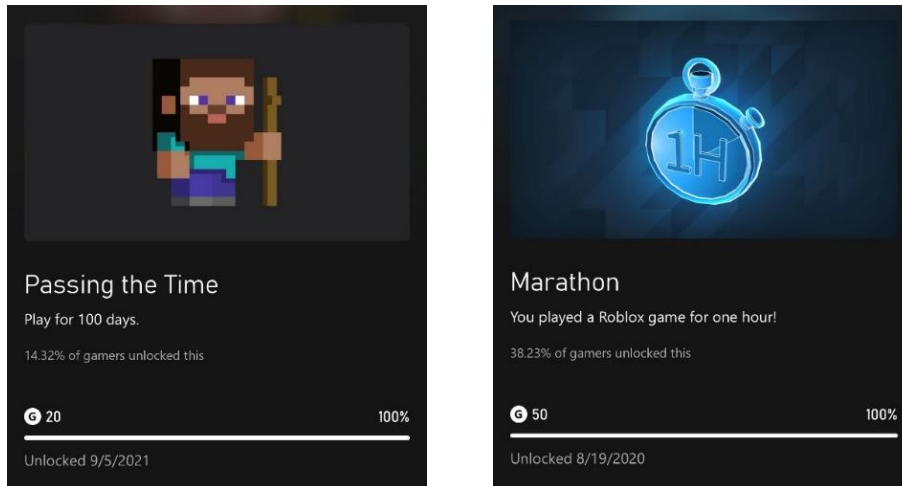 Passing the Time
Play for 100 days.
14.32% of gamers unlocked this
G 20 100%
Unlocked 9/5/2021
1H
Marathon
You played a Roblox game for one hour!
38.23% of gamers unlocked this
G 50 100%
Unlocked 8/19/2020